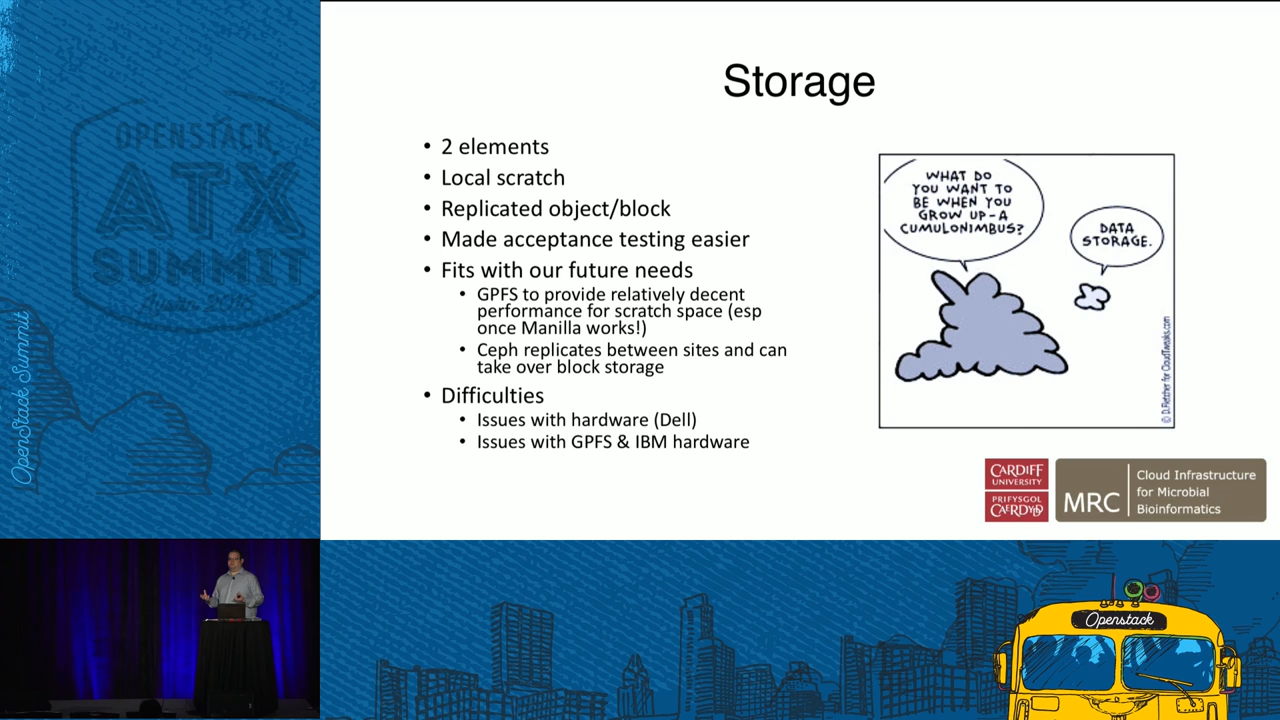 Storage
• 2 elements
• Local scratch
• Replicated object/block
• Made acceptance testing easier
• Fits with our future needs
• GPFS to provide relatively decent
performance for scratch space (esp
once Manilla works!)
• Ceph replicates between sites and can
take over block storage
• Difficulties
• Issues with hardware (Dell)
• Issues with GPFS & IBM hardware
WHAT DO
YOU WANT TO
BE WHEN YOU
GROW UP-A
CUMULONIMBUS?
DATA
STORAGE.
© D.Fletcher for CloudTweaks.com
CARDIFF
UNIVERSITY
PRIFYSGOL
CAERDYDD
MRC
Cloud Infrastructure
for Microbial
Bioinformatics
OPENSTACK
ATX
SUMMIT
OpenStack Summit
Openstack